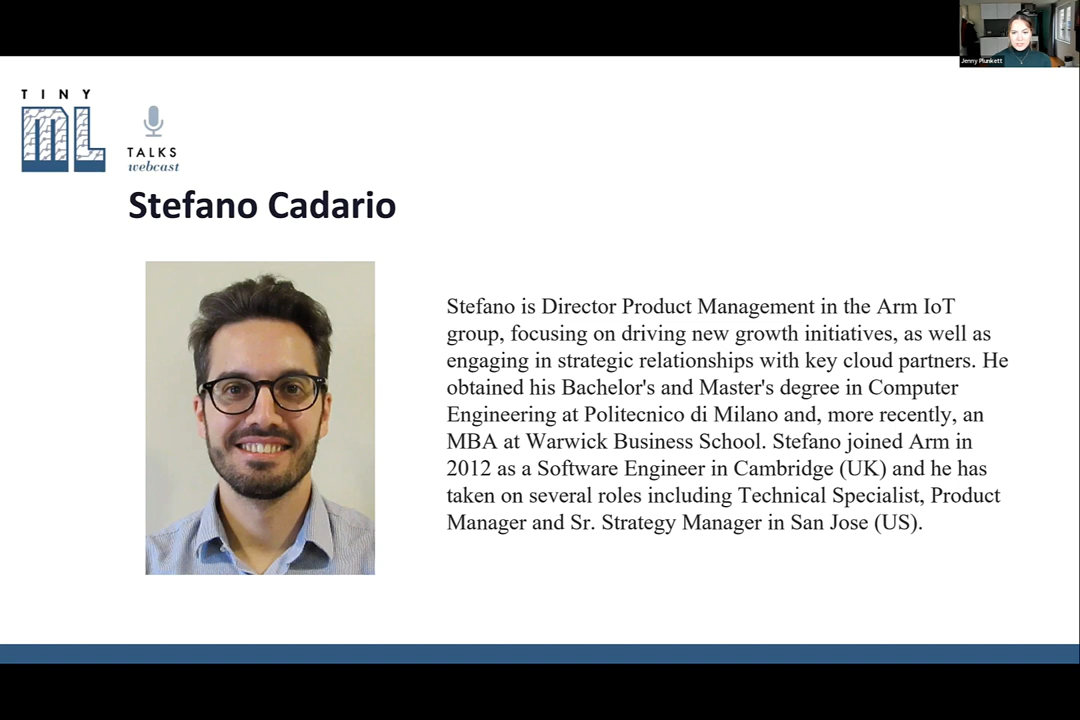 Jenny Plunkett
TINY
ML
TALKS
webcast
Stefano Cadario
Stefano is Director Product Management in the Arm IoT
group, focusing on driving new growth initiatives, as well as
engaging in strategic relationships with key cloud partners. He
obtained his Bachelor's and Master's degree in Computer
Engineering at Politecnico di Milano and, more recently, an
MBA at Warwick Business School. Stefano joined Arm in
2012 as a Software Engineer in Cambridge (UK) and he has
taken on several roles including Technical Specialist, Product
Manager and Sr. Strategy Manager in San Jose (US).